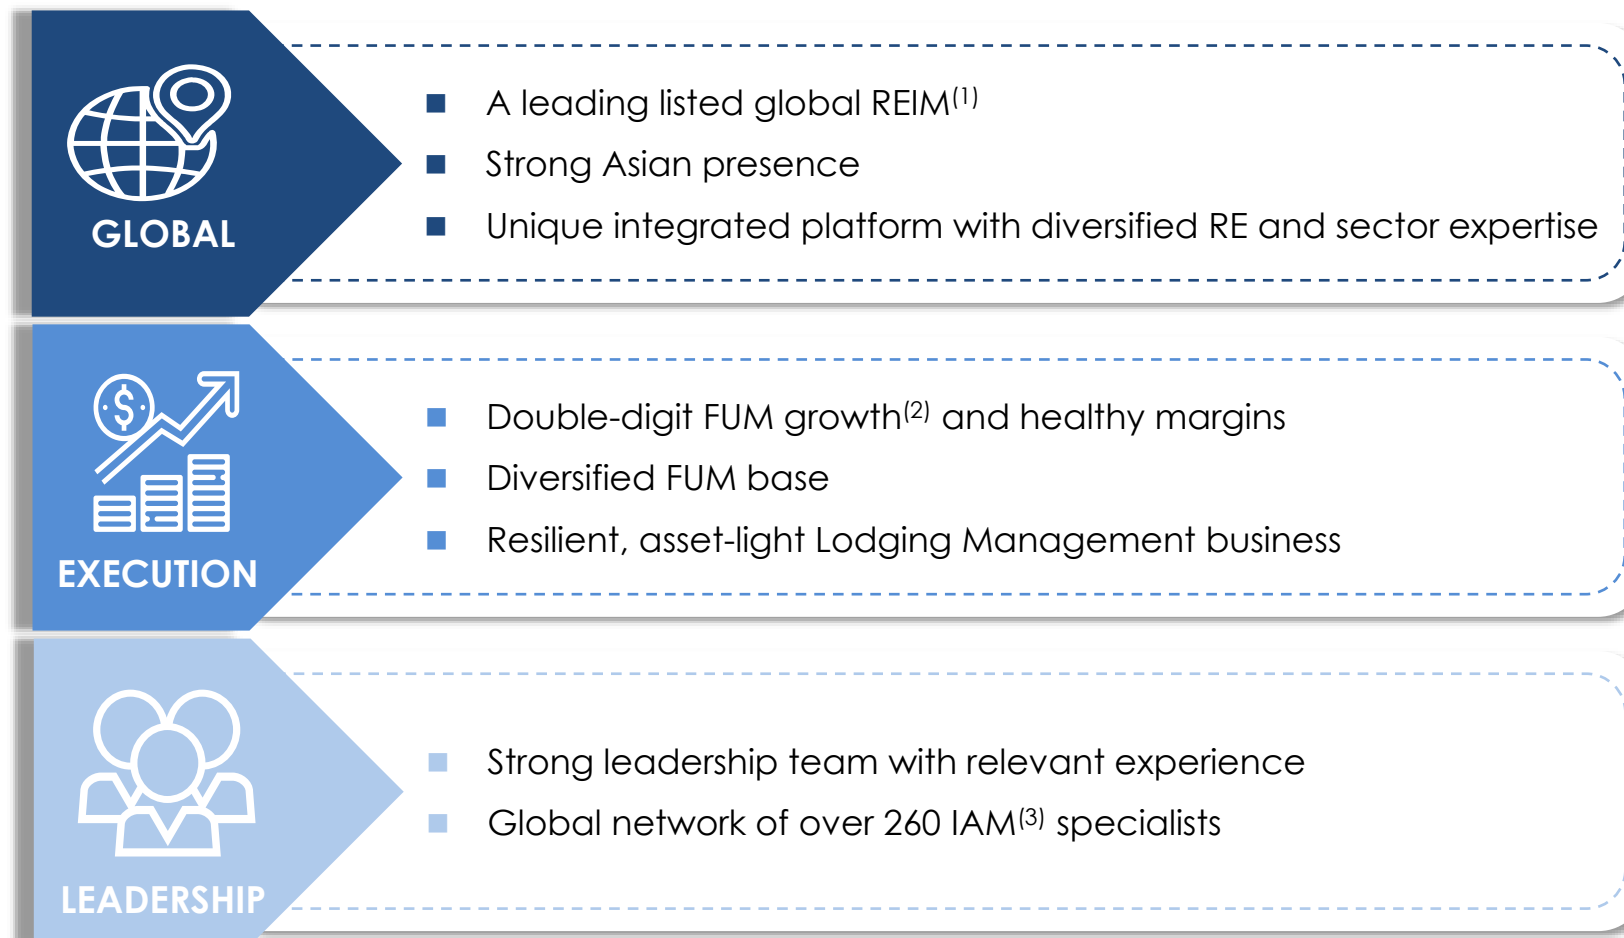 GLOBAL
■ A leading listed global REIM(1)
■ Strong Asian presence
■ Unique integrated platform with diversified RE and sector expertise
$
EXECUTION
■ Double-digit FUM growth(2) and healthy margins
■ Diversified FUM base
■ Resilient, asset-light Lodging Management business
LEADERSHIP
■ Strong leadership team with relevant experience
■ Global network of over 260 IAM(3) specialists